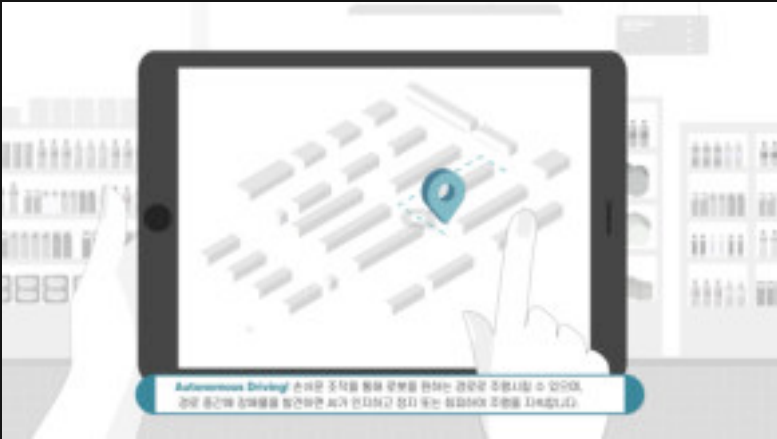 Autonomous Driving! 손쉬운 조작을 통해 로봇을 원하는 경로로 주행시킬 수 있으며,
경로 중간에 장애물을 발견하면 AI가 인지하고 정지 또는 회피하여 주행을 지속합니다.